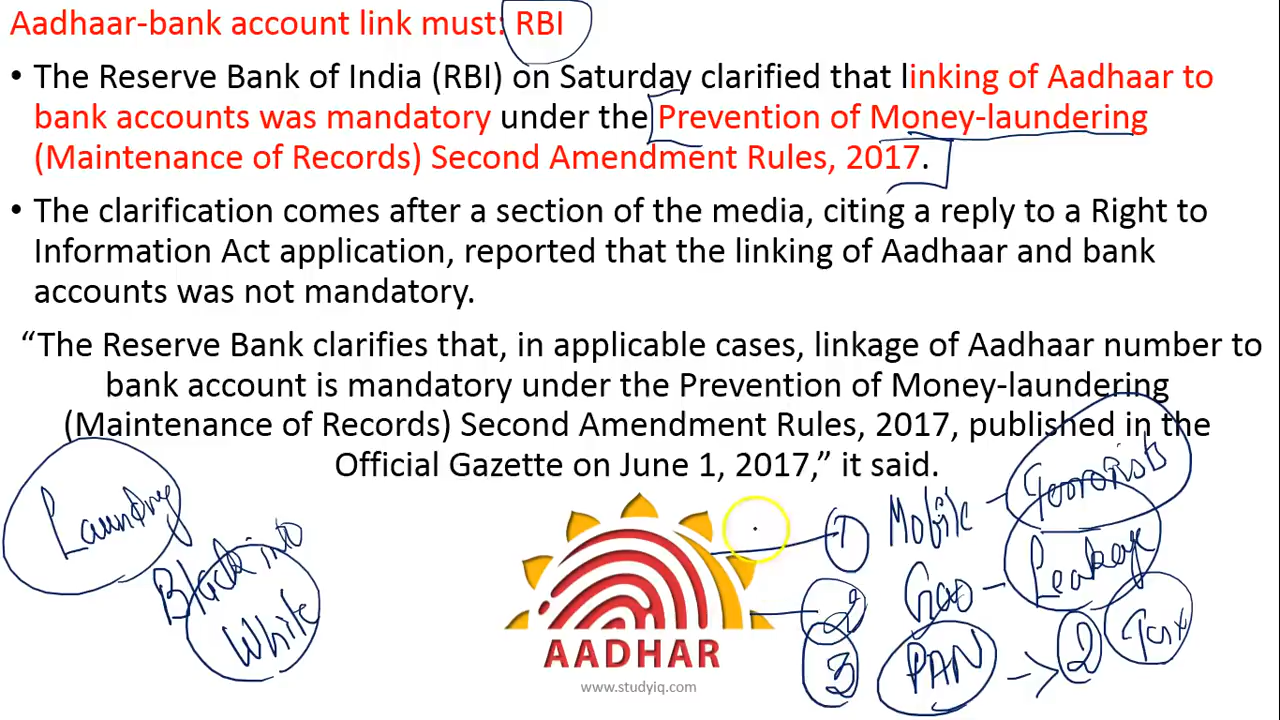 Aadhaar-bank account link must: RBI
• The Reserve Bank of India (RBI) on Saturday clarified that linking of Aadhaar to
bank accounts was mandatory under the Prevention of Money-laundering
(Maintenance of Records) Second Amendment Rules, 2017.
• The clarification comes after a section of the media, citing a reply to a Right to
Information Act application, reported that the linking of Aadhaar and bank
accounts was not mandatory.
“The Reserve Bank clarifies that, in applicable cases, linkage of Aadhaar number to
bank account is mandatory under the Prevention of Money-laundering
(Maintenance of Records) Second Amendment Rules, 2017, published in the
Official Gazette on June 1, 2017,” it said.
Laundry
Black into
White
AADHAR
www.studyiq.com
1 Mobile - Terrorists
2 Gas - Leakage
3 PAN → 2 Tax